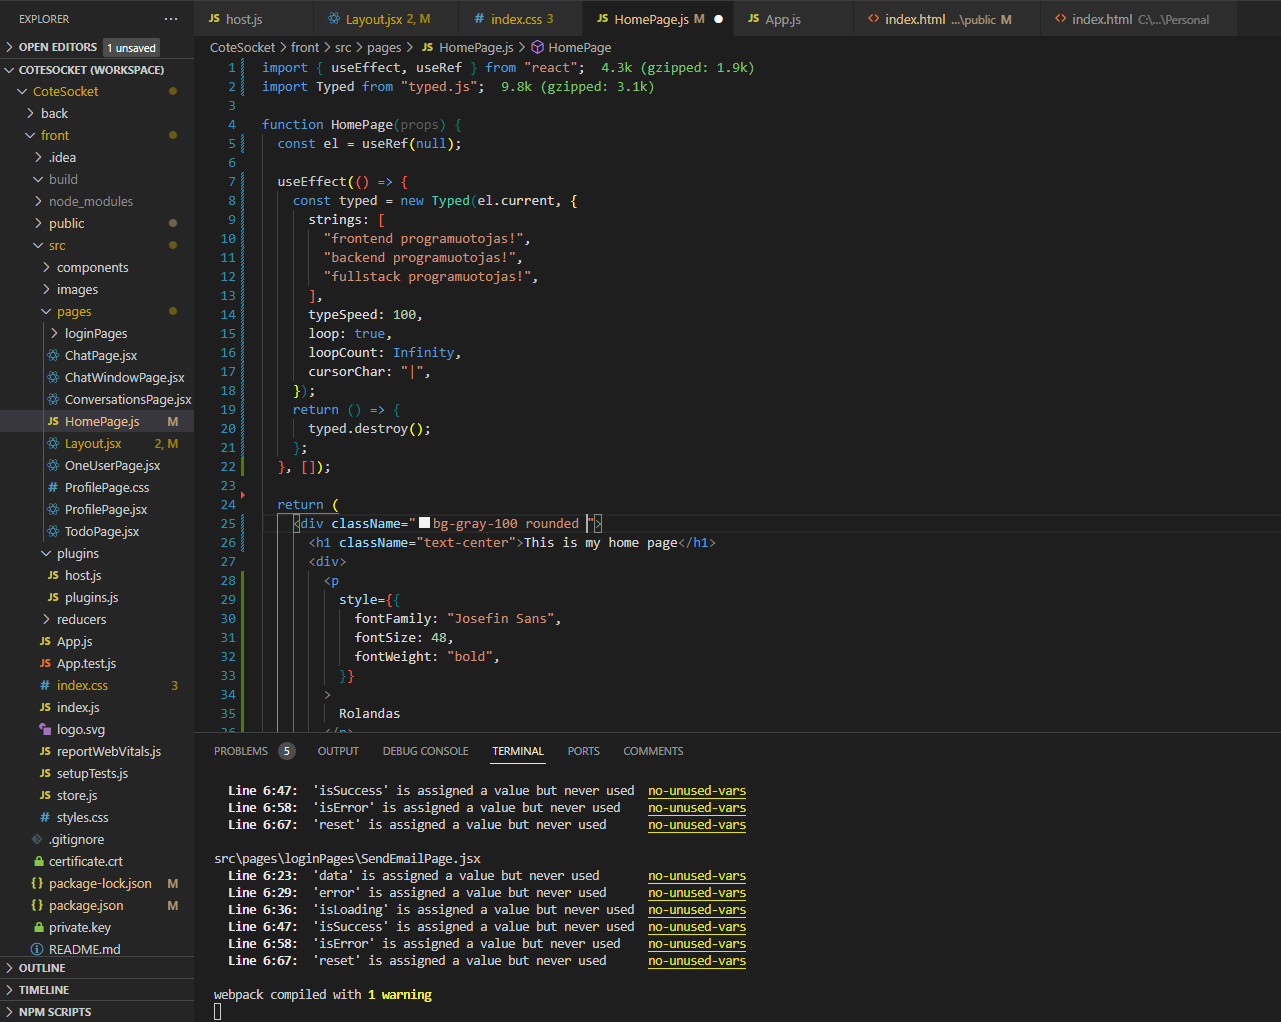 EXPLORER ···
OPEN EDITORS 1 unsaved
COTESOCKET (WORKSPACE)
CoteSocket
back
front
.idea
build
node_modules
public
src
components
images
pages
loginPages
ChatPage.jsx
ChatWindowPage.jsx
ConversationsPage.jsx
JS HomePage.js M
Layout.jsx 2, M
OneUserPage.jsx
# ProfilePage.css
ProfilePage.jsx
TodoPage.jsx
plugins
JS host.js
JS plugins.js
reducers
JS App.js
JS App.test.js
# index.css 3
JS index.js
logo.svg
JS reportWebVitals.js
JS setupTests.js
JS store.js
# styles.css
.gitignore
certificate.crt
{} package-lock.json M
{} package.json M
private.key
README.md
OUTLINE
TIMELINE
NPM SCRIPTS
JS host.js Layout.jsx 2, M # index.css 3 JS HomePage.js M ● JS App.js <> index.html ...\public M <> index.html C:\...\Personal
CoteSocket > front > src > pages > JS HomePage.js > HomePage
1 import { useEffect, useRef } from "react"; 4.3k (gzipped: 1.9k)
2 import Typed from "typed.js"; 9.8k (gzipped: 3.1k)
3
4 function HomePage(props) {
5 const el = useRef(null);
6
7 useEffect(() => {
8 const typed = new Typed(el.current, {
9 strings: [
10 "frontend programuotojas!",
11 "backend programuotojas!",
12 "fullstack programuotojas!",
13 ],
14 typeSpeed: 100,
15 loop: true,
16 loopCount: Infinity,
17 cursorChar: "|",
18 });
19 return () => {
20 typed.destroy();
21 };
22 }, []);
23
24 return (
25 <div className="bg-gray-100 rounded ">
26 <h1 className="text-center">This is my home page</h1>
27 <div>
28 <p
29 style={{
30 fontFamily: "Josefin Sans",
31 fontSize: 48,
32 fontWeight: "bold",
33 }}
34 >
35 Rolandas
36 </p>
PROBLEMS 5 OUTPUT DEBUG CONSOLE TERMINAL PORTS COMMENTS
Line 6:47: 'isSuccess' is assigned a value but never used no-unused-vars
Line 6:58: 'isError' is assigned a value but never used no-unused-vars
Line 6:67: 'reset' is assigned a value but never used no-unused-vars
src\pages\loginPages\SendEmailPage.jsx
Line 6:23: 'data' is assigned a value but never used no-unused-vars
Line 6:29: 'error' is assigned a value but never used no-unused-vars
Line 6:36: 'isLoading' is assigned a value but never used no-unused-vars
Line 6:47: 'isSuccess' is assigned a value but never used no-unused-vars
Line 6:58: 'isError' is assigned a value but never used no-unused-vars
Line 6:67: 'reset' is assigned a value but never used no-unused-vars
webpack compiled with 1 warning